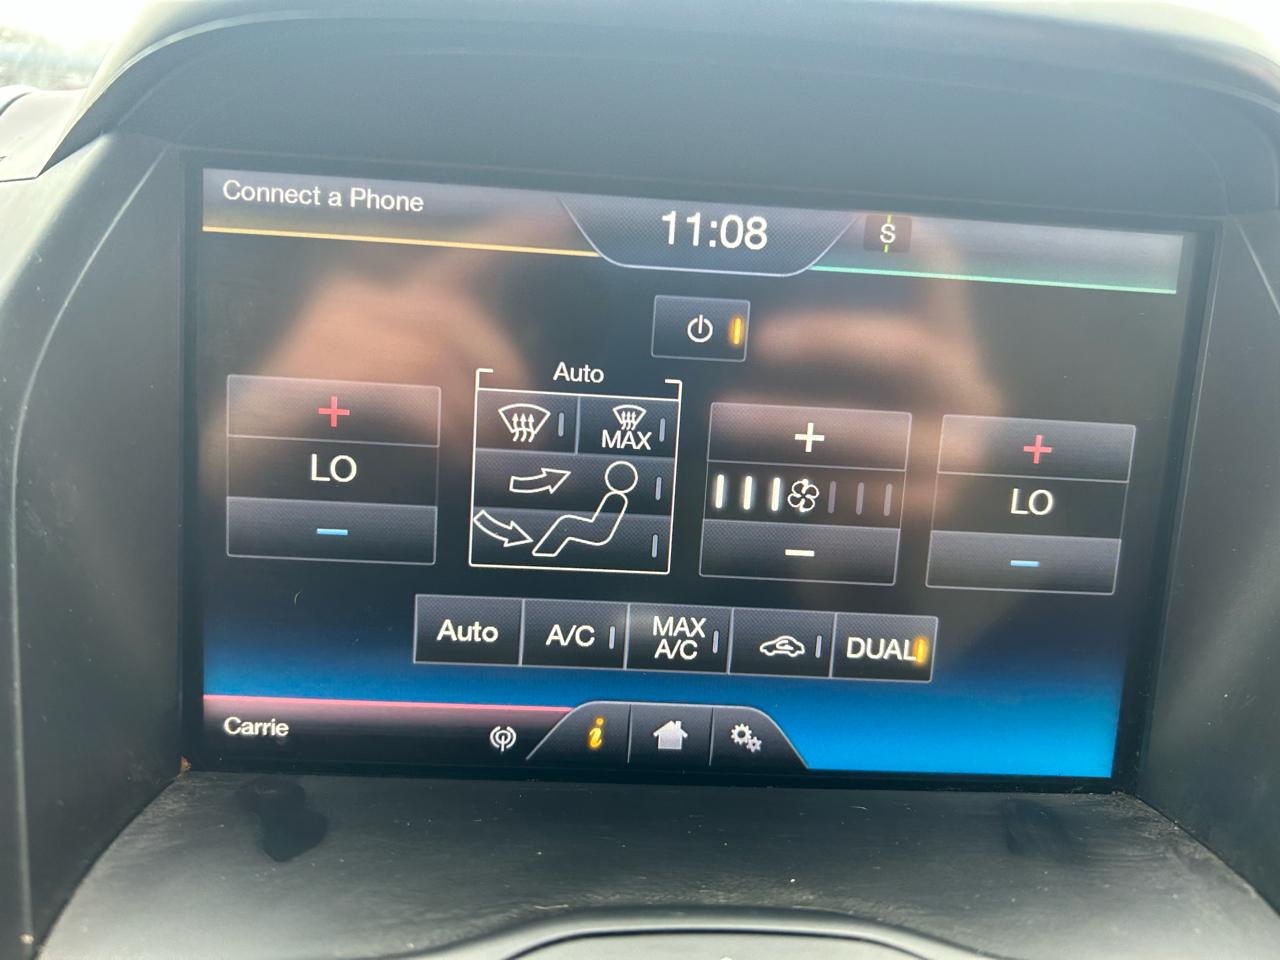 Connect a Phone
11:08
S
Auto
MAX
LO
LO
Auto
A/C
MAX
A/C
DUAL
Carrie
i